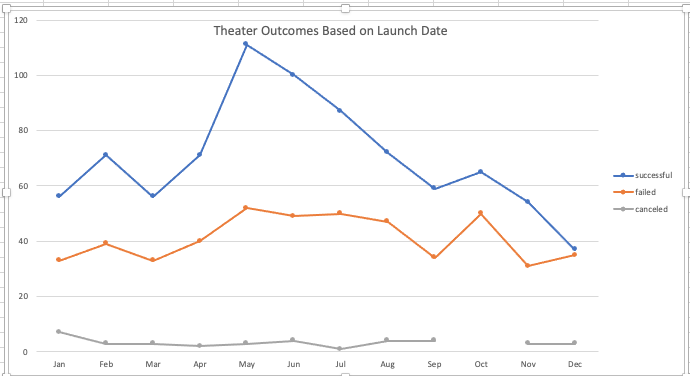 Theater Outcomes Based on Launch Date
120
100
80
60
40
20
0
Jan Feb Mar Apr May Jun Jul Aug Sep Oct Nov Dec
successful
failed
canceled